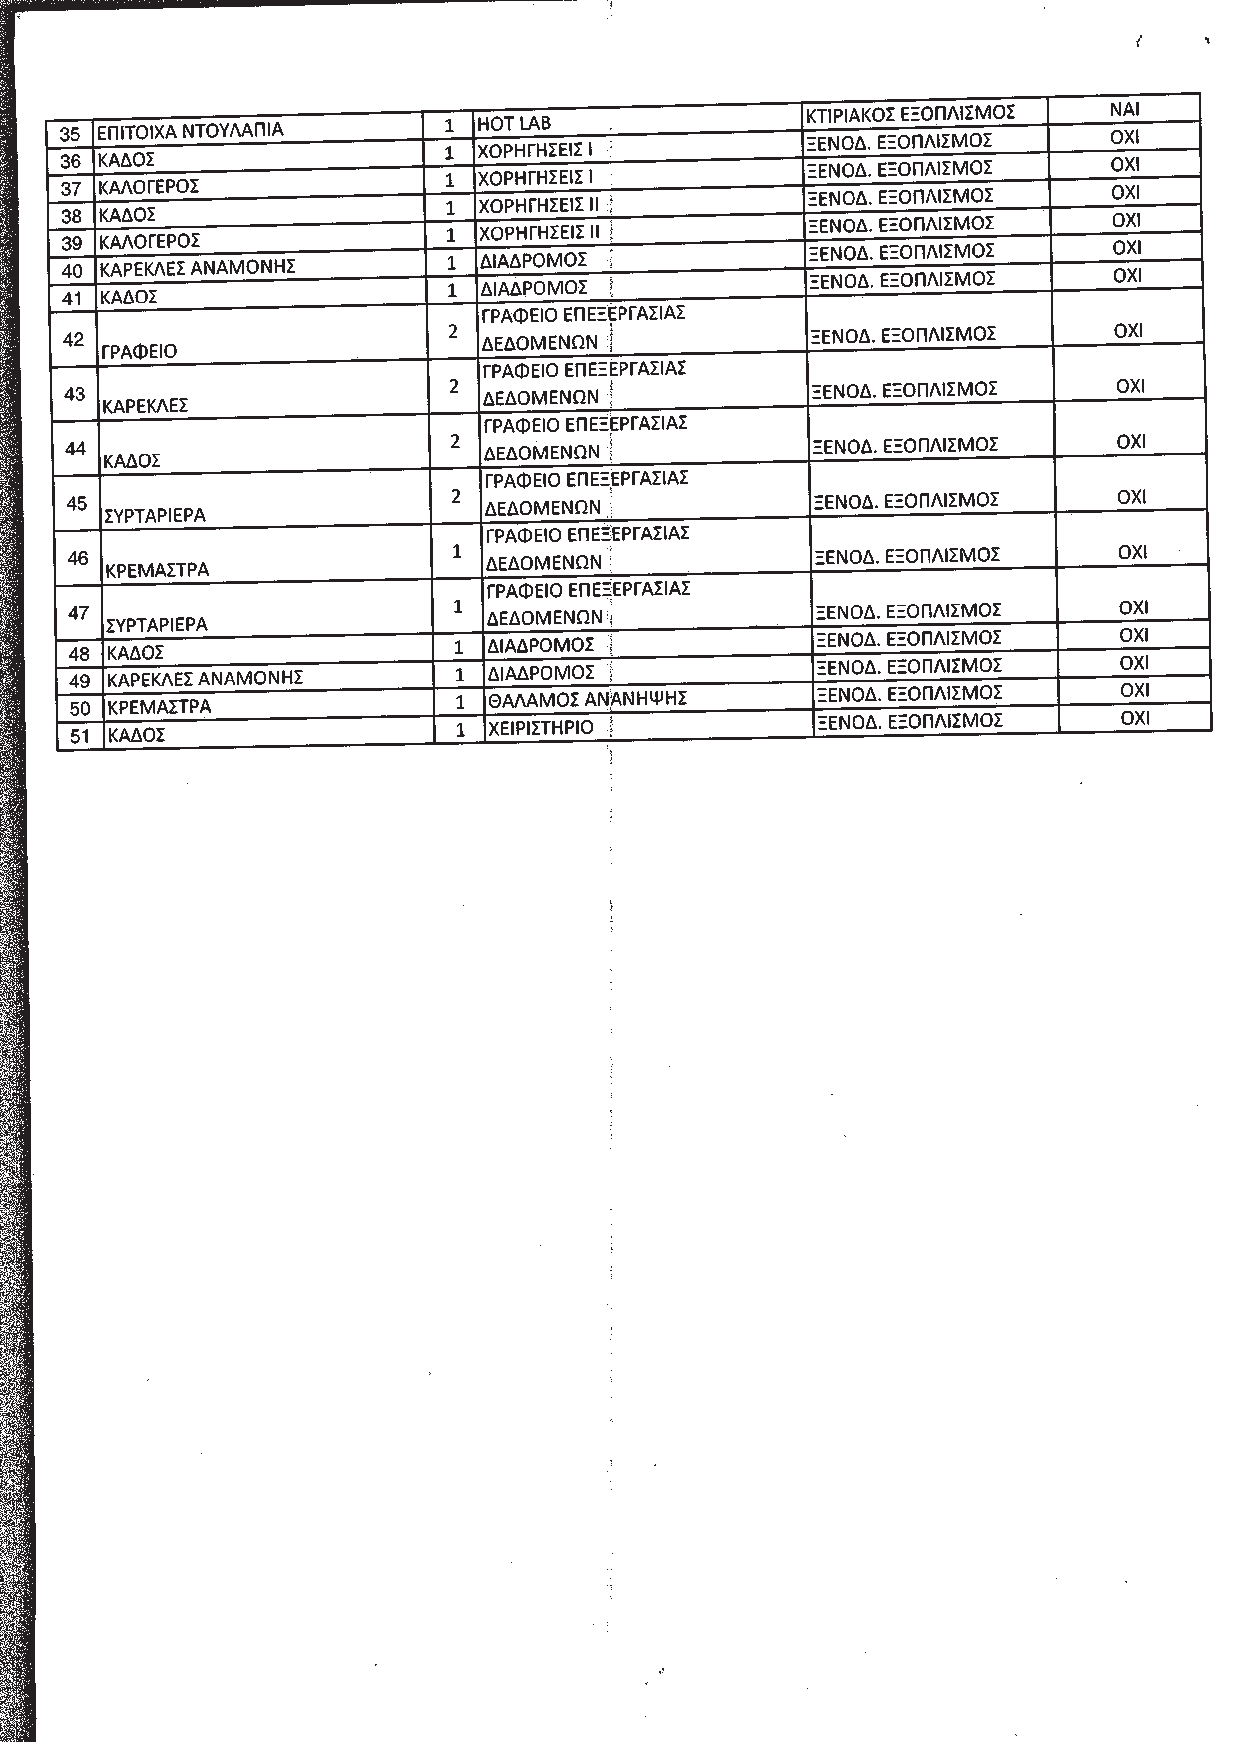 35 ΕΠΙΤΟΙΧΑ ΝΤΟΥΛΑΠΙΑ 1 HOT LAB ΚΤΙΡΙΑΚΟΣ ΕΞΟΠΛΙΣΜΟΣ ΝΑΙ
36 ΚΑΔΟΣ 1 ΧΟΡΗΓΗΣΕΙΣ Ι ΞΕΝΟΔ. ΕΞΟΠΛΙΣΜΟΣ ΟΧΙ
37 ΚΑΛΟΓΕΡΟΣ 1 ΧΟΡΗΓΗΣΕΙΣ Ι ΞΕΝΟΔ. ΕΞΟΠΛΙΣΜΟΣ ΟΧΙ
38 ΚΑΔΟΣ 1 ΧΟΡΗΓΗΣΕΙΣ ΙΙ ΞΕΝΟΔ. ΕΞΟΠΛΙΣΜΟΣ ΟΧΙ
39 ΚΑΛΟΓΕΡΟΣ 1 ΧΟΡΗΓΗΣΕΙΣ ΙΙ ΞΕΝΟΔ. ΕΞΟΠΛΙΣΜΟΣ ΟΧΙ
40 ΚΑΡΕΚΛΕΣ ΑΝΑΜΟΝΗΣ 1 ΔΙΑΔΡΟΜΟΣ ΞΕΝΟΔ. ΕΞΟΠΛΙΣΜΟΣ ΟΧΙ
41 ΚΑΔΟΣ 1 ΔΙΑΔΡΟΜΟΣ ΞΕΝΟΔ. ΕΞΟΠΛΙΣΜΟΣ ΟΧΙ
ΓΡΑΦΕΙΟ ΕΠΕΞΕΡΓΑΣΙΑΣ
42 ΓΡΑΦΕΙΟ 2 ΔΕΔΟΜΕΝΩΝ ΞΕΝΟΔ. ΕΞΟΠΛΙΣΜΟΣ ΟΧΙ
ΓΡΑΦΕΙΟ ΕΠΕΞΕΡΓΑΣΙΑΣ
43 ΚΑΡΕΚΛΕΣ 2 ΔΕΔΟΜΕΝΩΝ ΞΕΝΟΔ. ΕΞΟΠΛΙΣΜΟΣ ΟΧΙ
ΓΡΑΦΕΙΟ ΕΠΕΞΕΡΓΑΣΙΑΣ
44 ΚΑΔΟΣ 2 ΔΕΔΟΜΕΝΩΝ ΞΕΝΟΔ. ΕΞΟΠΛΙΣΜΟΣ ΟΧΙ
ΓΡΑΦΕΙΟ ΕΠΕΞΕΡΓΑΣΙΑΣ
45 ΣΥΡΤΑΡΙΕΡΑ 2 ΔΕΔΟΜΕΝΩΝ ΞΕΝΟΔ. ΕΞΟΠΛΙΣΜΟΣ ΟΧΙ
ΓΡΑΦΕΙΟ ΕΠΕΞΕΡΓΑΣΙΑΣ
46 ΚΡΕΜΑΣΤΡΑ 1 ΔΕΔΟΜΕΝΩΝ ΞΕΝΟΔ. ΕΞΟΠΛΙΣΜΟΣ ΟΧΙ
ΓΡΑΦΕΙΟ ΕΠΕΞΕΡΓΑΣΙΑΣ
47 ΣΥΡΤΑΡΙΕΡΑ 1 ΔΕΔΟΜΕΝΩΝ ΞΕΝΟΔ. ΕΞΟΠΛΙΣΜΟΣ ΟΧΙ
48 ΚΑΔΟΣ 1 ΔΙΑΔΡΟΜΟΣ ΞΕΝΟΔ. ΕΞΟΠΛΙΣΜΟΣ ΟΧΙ
49 ΚΑΡΕΚΛΕΣ ΑΝΑΜΟΝΗΣ 1 ΔΙΑΔΡΟΜΟΣ ΞΕΝΟΔ. ΕΞΟΠΛΙΣΜΟΣ ΟΧΙ
50 ΚΡΕΜΑΣΤΡΑ 1 ΘΑΛΑΜΟΣ ΑΝΑΝΗΨΗΣ ΞΕΝΟΔ. ΕΞΟΠΛΙΣΜΟΣ ΟΧΙ
51 ΚΑΔΟΣ 1 ΧΕΙΡΙΣΤΗΡΙΟ ΞΕΝΟΔ. ΕΞΟΠΛΙΣΜΟΣ ΟΧΙ